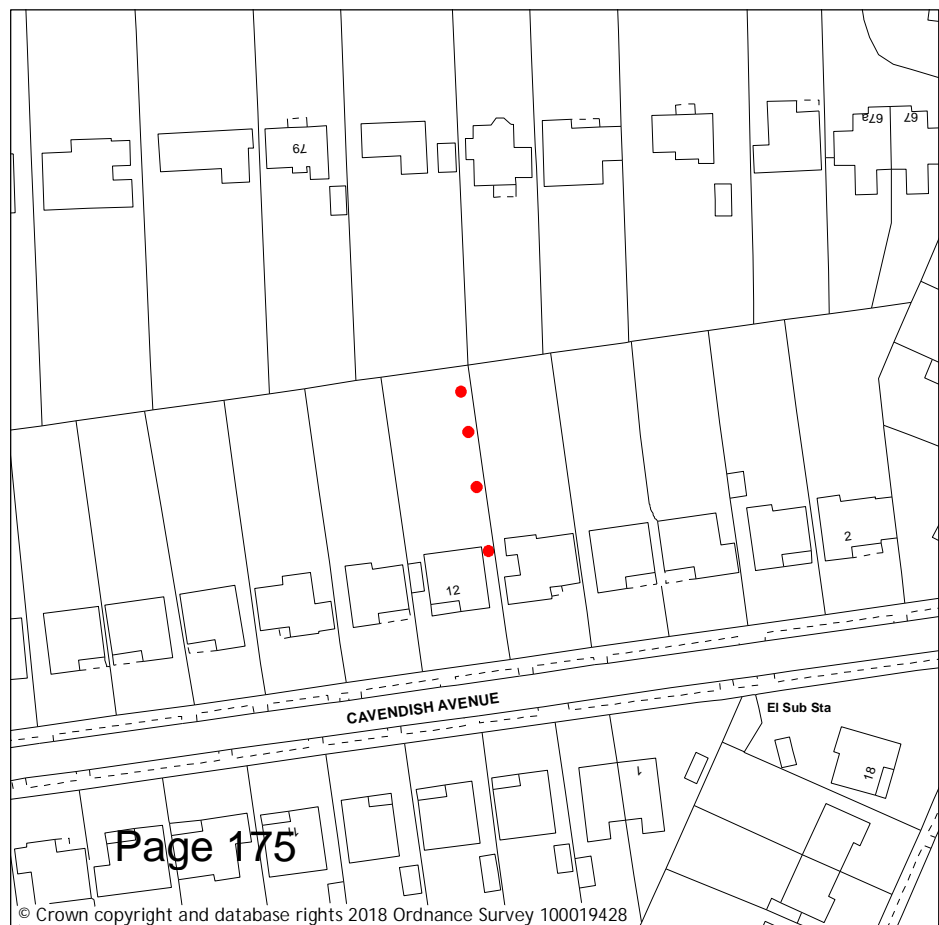 79
67a
67
2
12
CAVENDISH AVENUE
El Sub Sta
1
18
11
Page 175
© Crown copyright and database rights 2018 Ordnance Survey 100019428